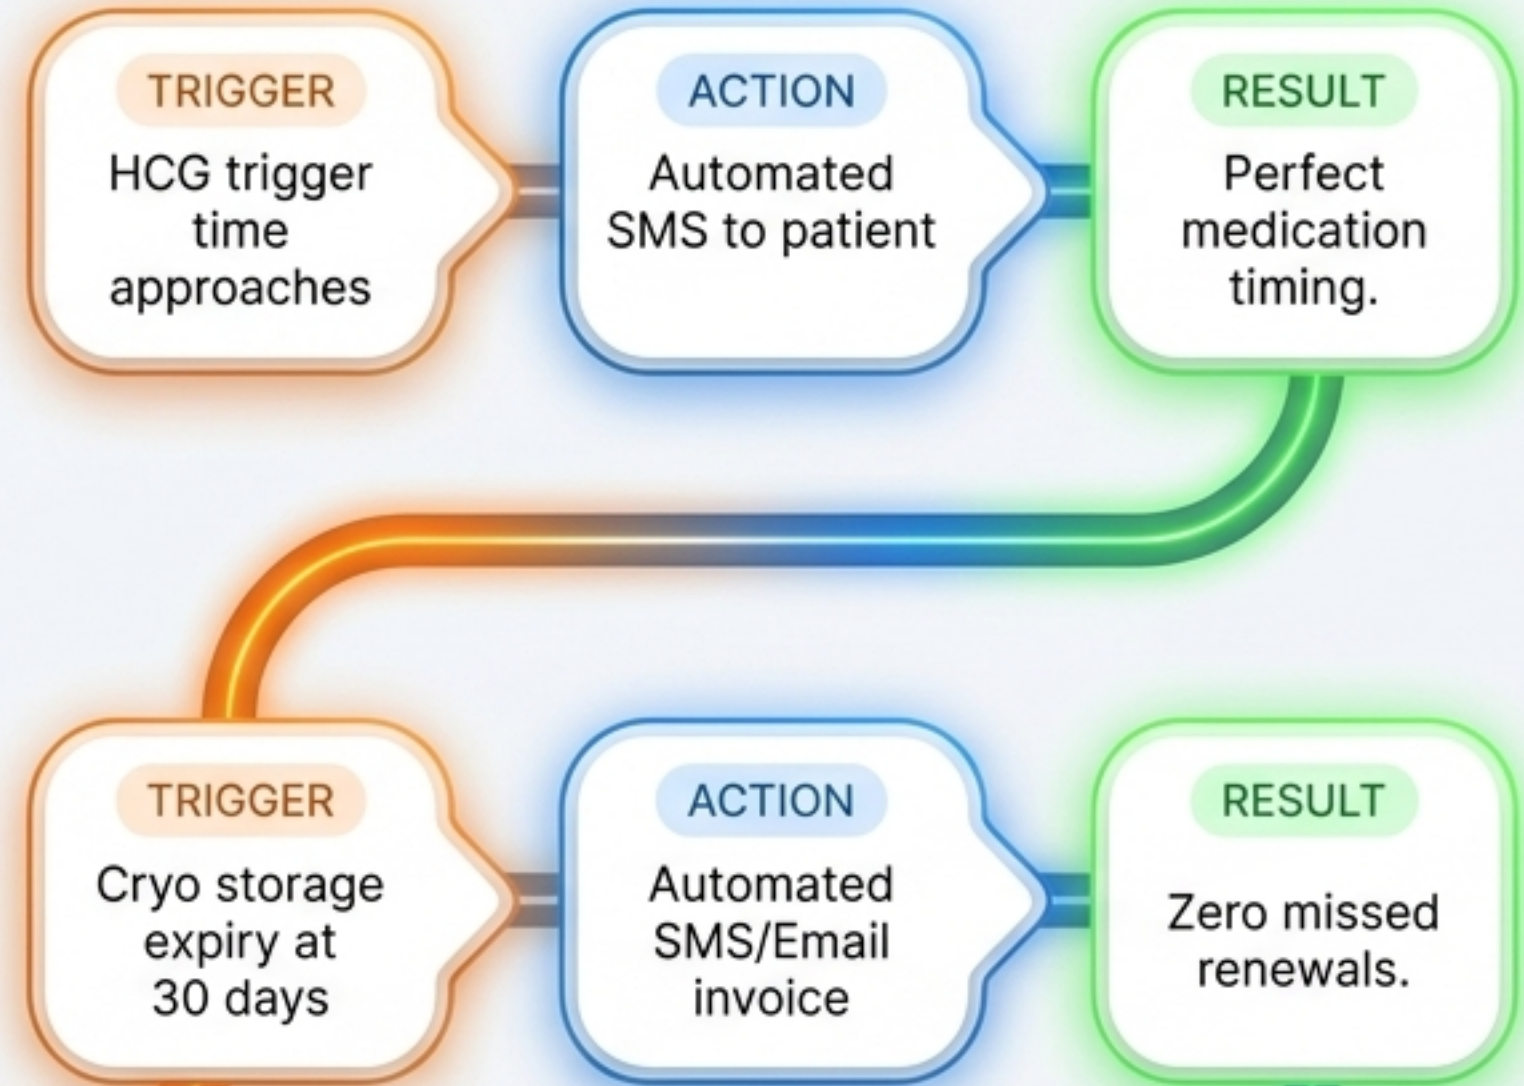 TRIGGER
HCG trigger
time
approaches
ACTION
Automated
SMS to patient
RESULT
Perfect
medication
timing.
TRIGGER
Cryo storage
expiry at
30 days
ACTION
Automated
SMS/Email
invoice
RESULT
Zero missed
renewals.